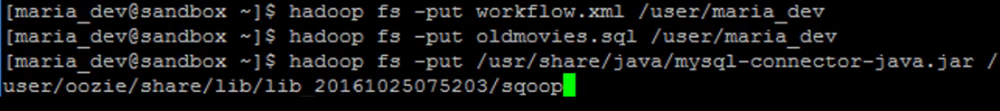 [maria_dev@sandbox ~]$ hadoop fs -put workflow.xml /user/maria_dev
[maria_dev@sandbox ~]$ hadoop fs -put oldmovies.sql /user/maria_dev
[maria_dev@sandbox ~]$ hadoop fs -put /usr/share/java/mysql-connector-java.jar /
user/oozie/share/lib/lib_20161025075203/sqoop